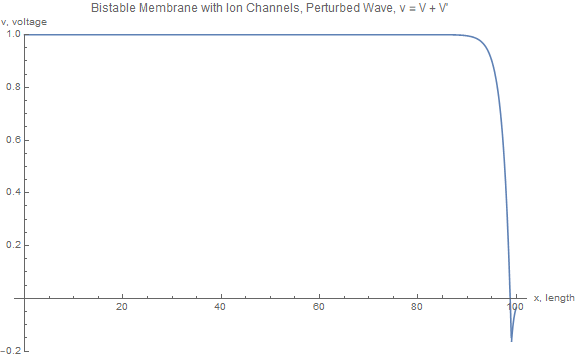 Bistable Membrane with Ion Channels, Perturbed Wave, v = V + V'
v, voltage
1.0
0.8
0.6
0.4
0.2
20 40 60 80 100 x, length
-0.2